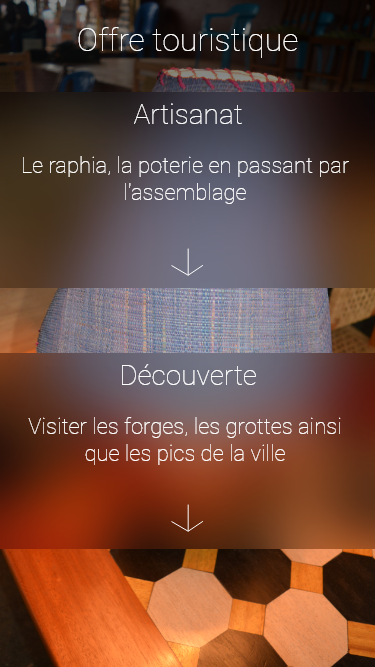 Offre touristique
Artisanat
Le raphia, la poterie en passant par
l'assemblage
Découverte
Visiter les forges, les grottes ainsi
que les pics de la ville